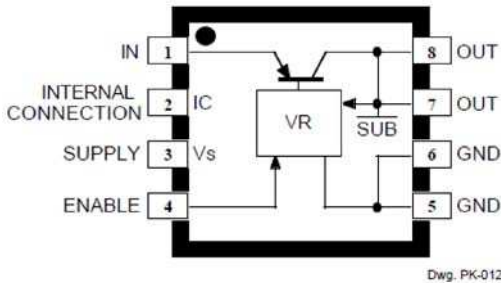 IN 1 8 OUT
INTERNAL
CONNECTION 2 IC 7 OUT
VR SUB
SUPPLY 3 Vs 6 GND
ENABLE 4 5 GND
Dwg. PK-012